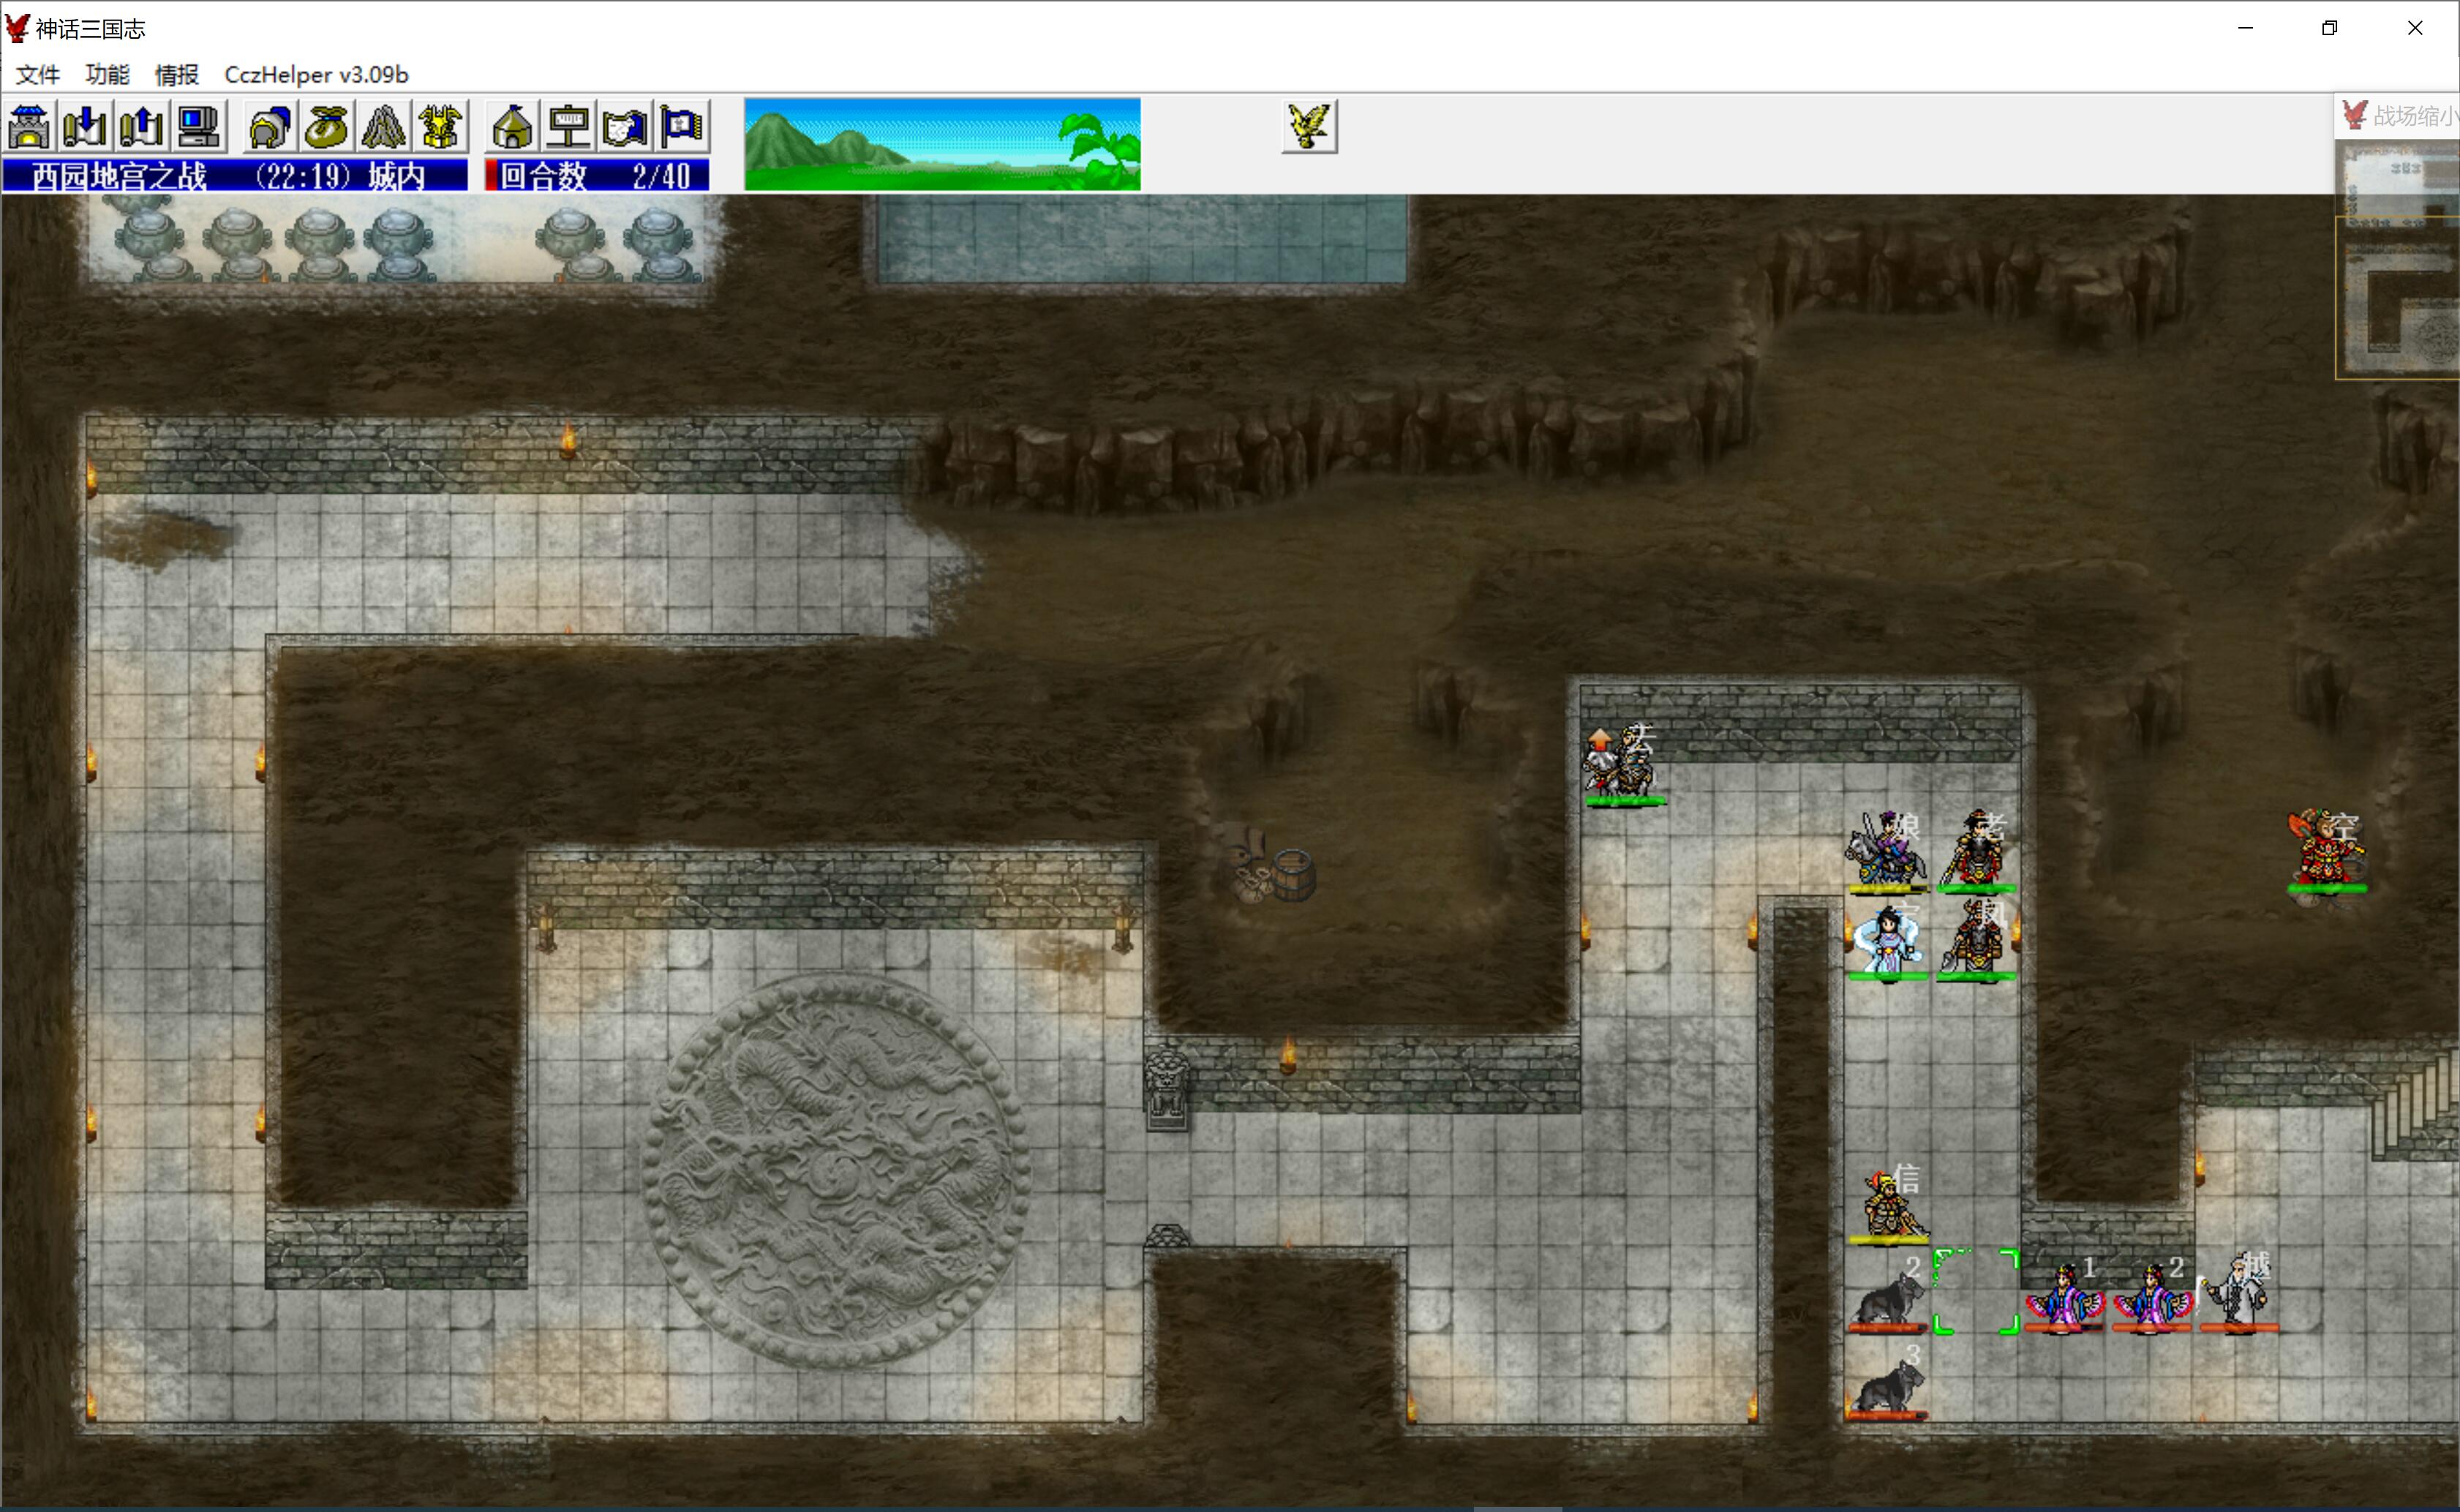 神话三国志
文件 功能 情报 CczHelper v3.09b
战场缩小
西园地宫之战 (22:19) 城内 回合数 2/40
娘 老 空
凤
信
2 1 2 越
3